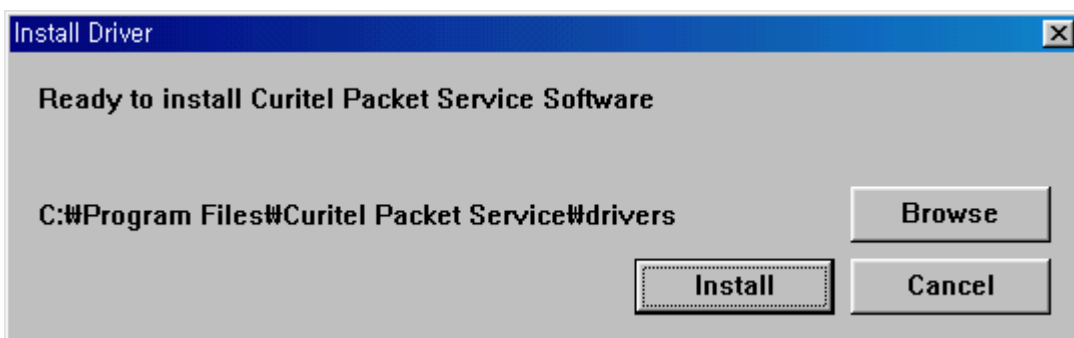 Install Driver
Ready to install Curitel Packet Service Software
C:₩Program Files₩Curitel Packet Service₩drivers
Browse
Install
Cancel